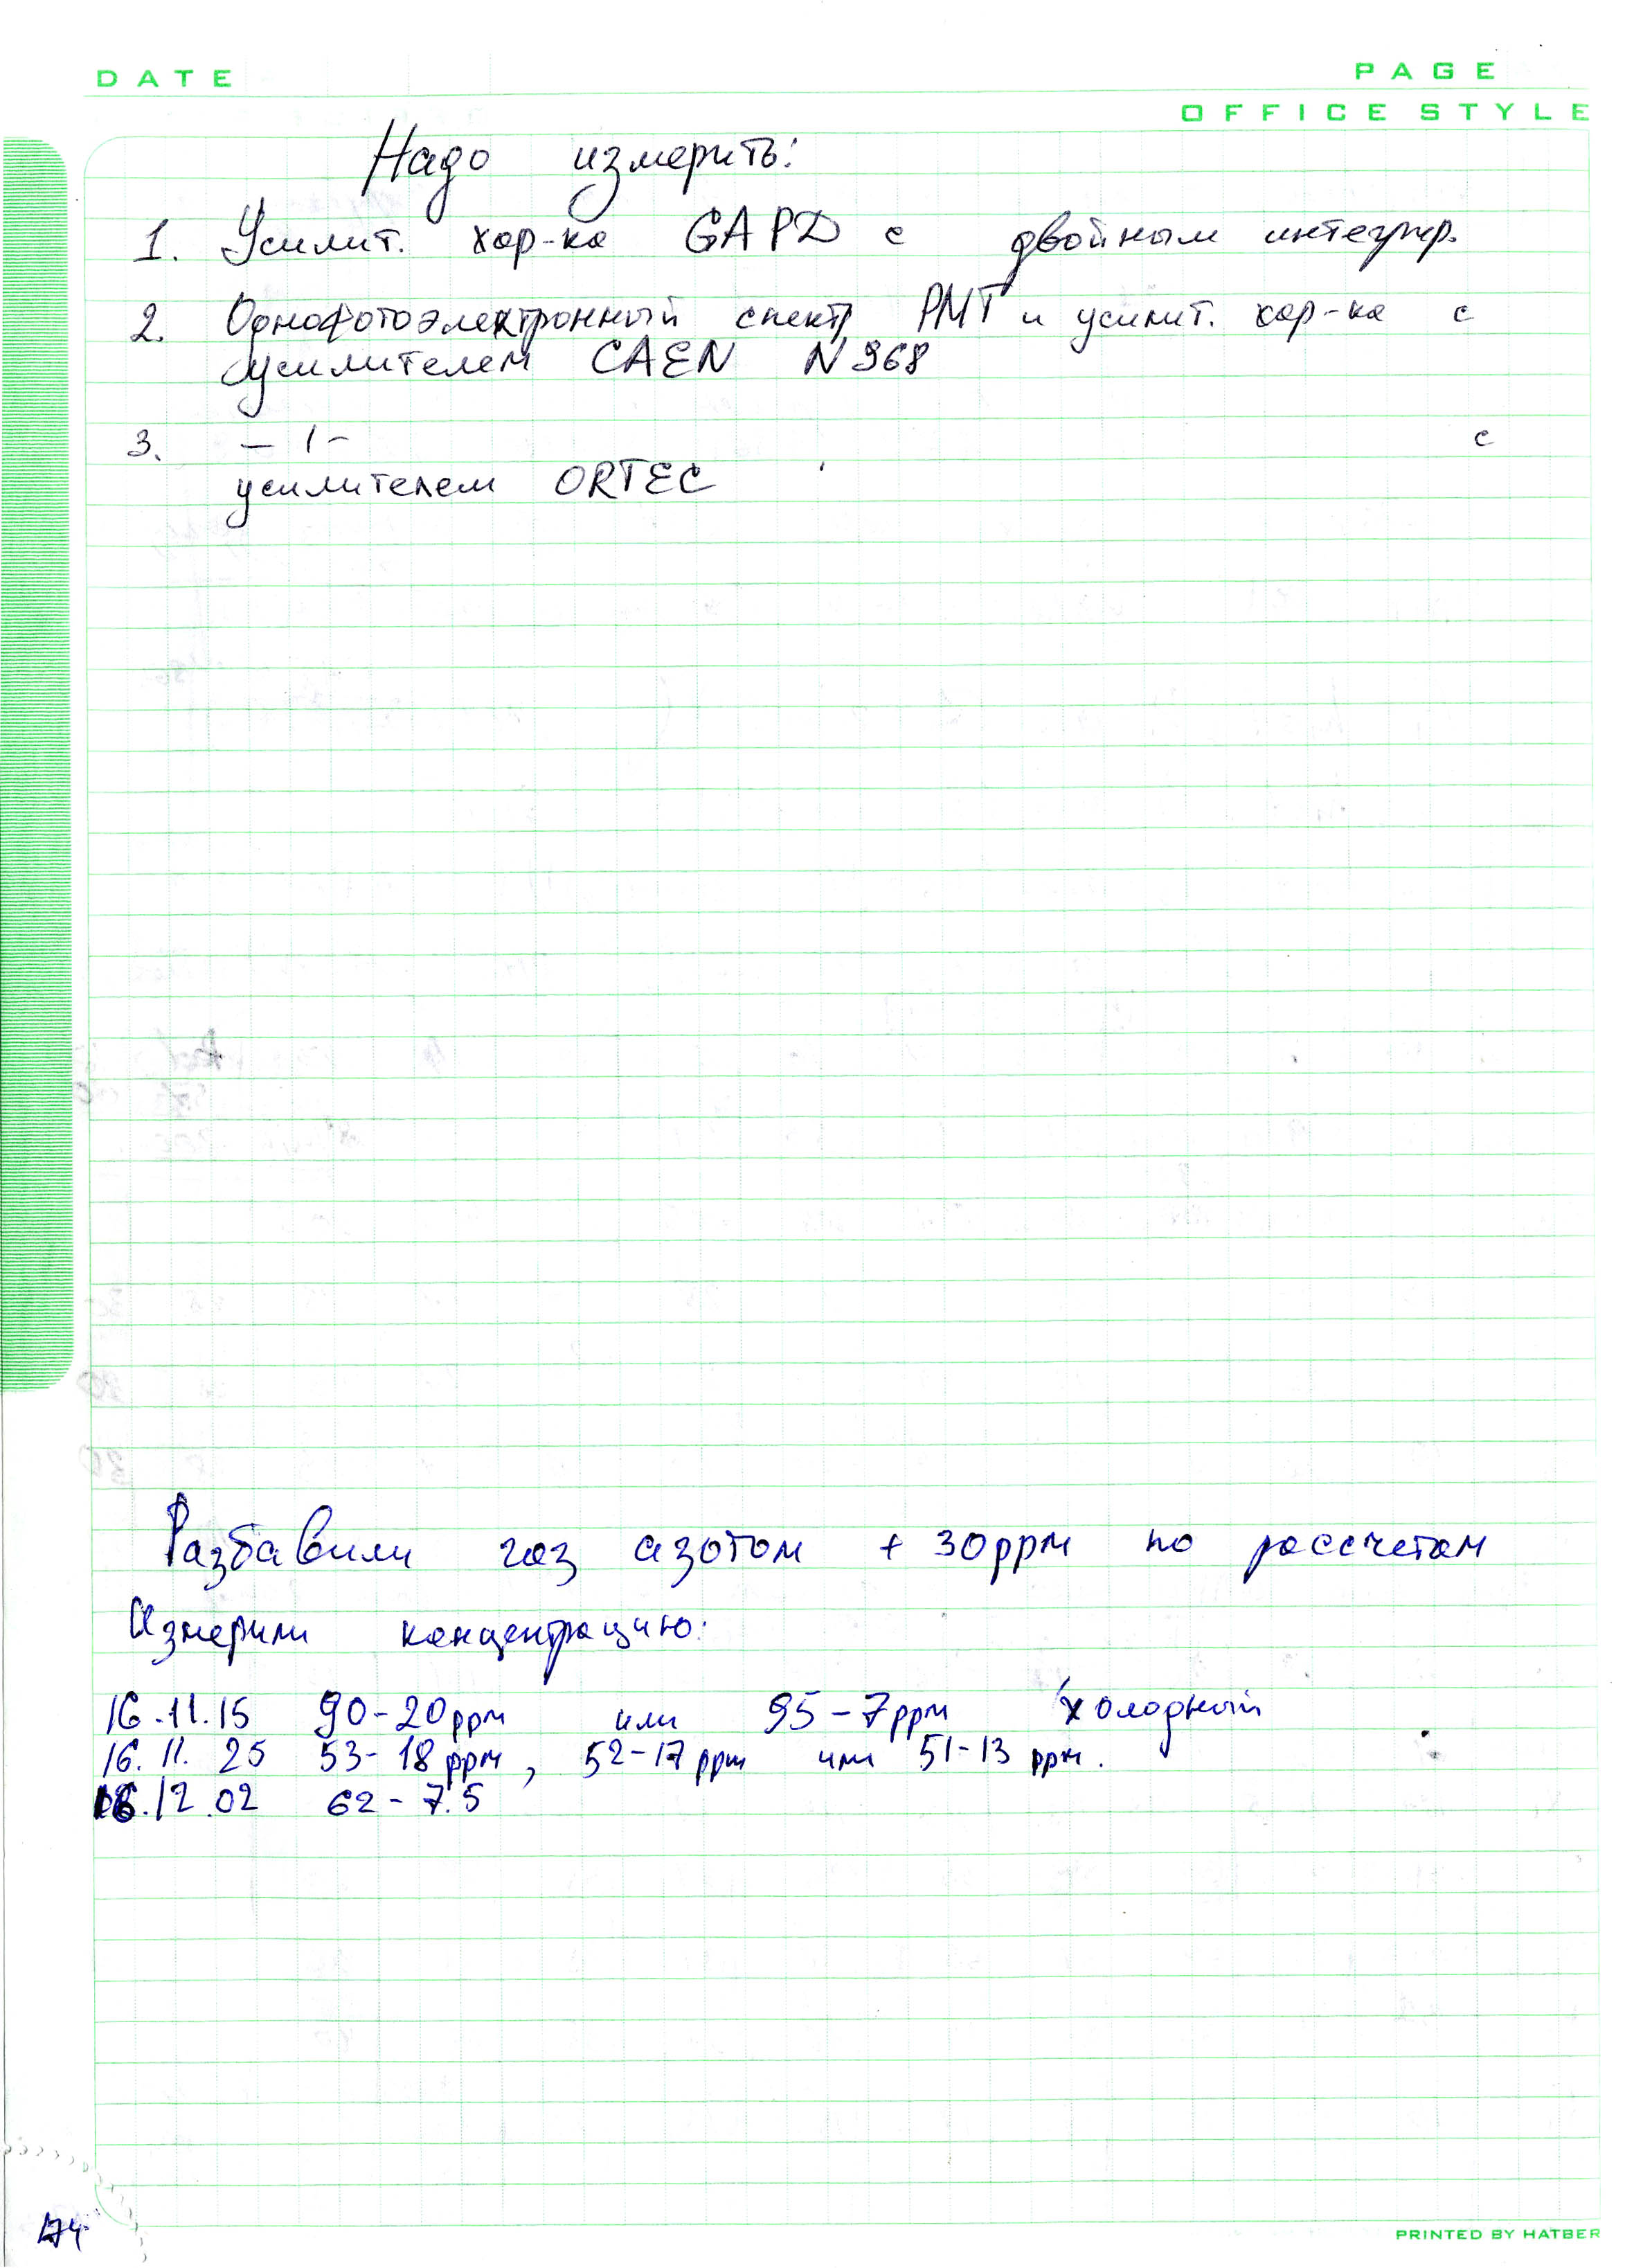 DATE
PAGE
OFFICE STYLE
Надо измерить:
1. Усилит. хар-ка GAPD с двойным интегрир.
2. Однофотоэлектронный спектр PMT и усилит. хар-ка с
усилителем CAEN N968
3. — 1 — с
усилителем ORTEC
Разбавили газ азотом + 30ppm по рассчетам
Измерили концентрацию:
16.11.15 90-20ppm или 95-7ppm холодный
16.11.25 53-18ppm, 52-17ppm или 51-13 ppm.
16.12.02 62-7.5
174
PRINTED BY HATBER